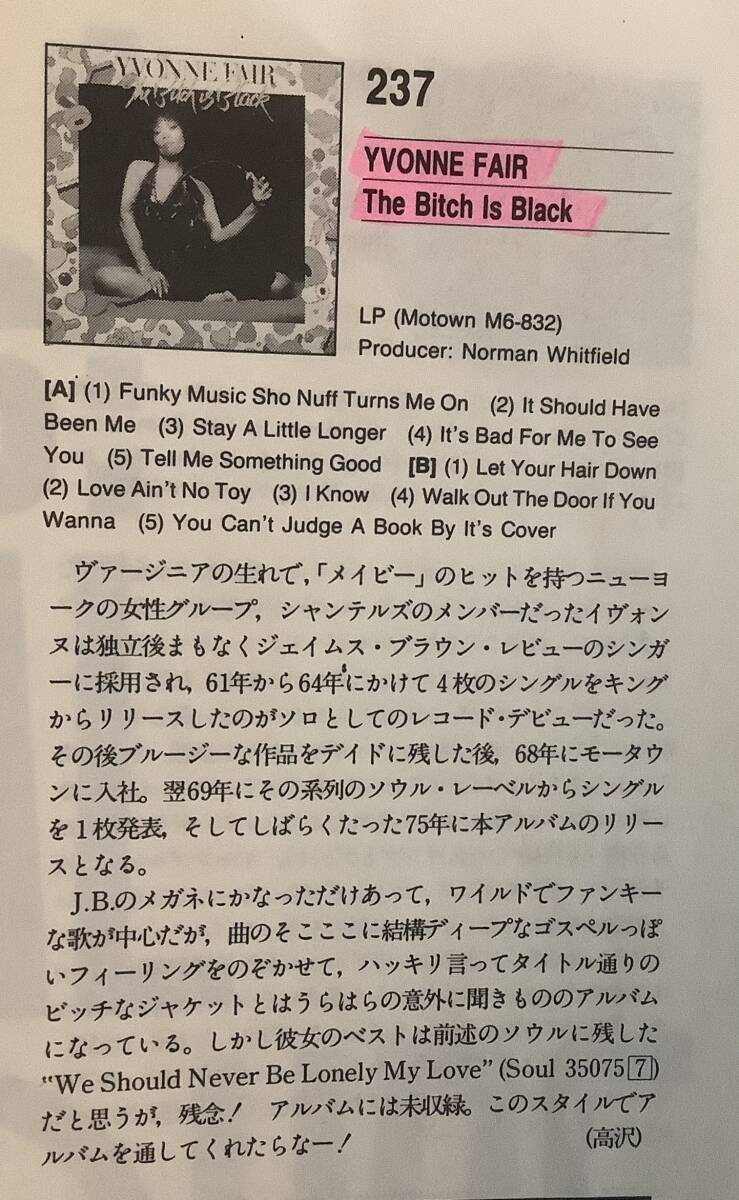 YVONNE FAIR
The Bitch is Black
237
YVONNE FAIR
The Bitch Is Black
LP (Motown M6-832)
Producer: Norman Whitfield
[A] (1) Funky Music Sho Nuff Turns Me On (2) It Should Have
Been Me (3) Stay A Little Longer (4) It's Bad For Me To See
You (5) Tell Me Something Good [B] (1) Let Your Hair Down
(2) Love Ain't No Toy (3) I Know (4) Walk Out The Door If You
Wanna (5) You Can't Judge A Book By It's Cover
ヴァージニアの生れで,「メイビー」のヒットを持つニューヨ
ークの女性グループ, シャンテルズのメンバーだったイヴォン
ヌは独立後まもなくジェイムス・ブラウン・レビューのシンガ
ーに採用され, 61年から64年にかけて4枚のシングルをキング
からリリースしたのがソロとしてのレコード・デビューだった。
その後ブルージーな作品をデイドに残した後, 68年にモータウ
ンに入社。翌69年にその系列のソウル・レーベルからシングル
を1枚発表, そしてしばらくたった75年に本アルバムのリリー
スとなる。
J.B.のメガネにかなっただけあって, ワイルドでファンキー
な歌が中心だが, 曲のそこここに結構ディープなゴスペルっぽ
いフィーリングをのぞかせて, ハッキリ言ってタイトル通りの
ビッチなジャケットとはうらはらの意外に聞きもののアルバム
になっている。しかし彼女のベストは前述のソウルに残した
“We Should Never Be Lonely My Love” (Soul 35075[7])
だと思うが, 残念! アルバムには未収録。このスタイルでア
ルバムを通してくれたらなー! (高沢)